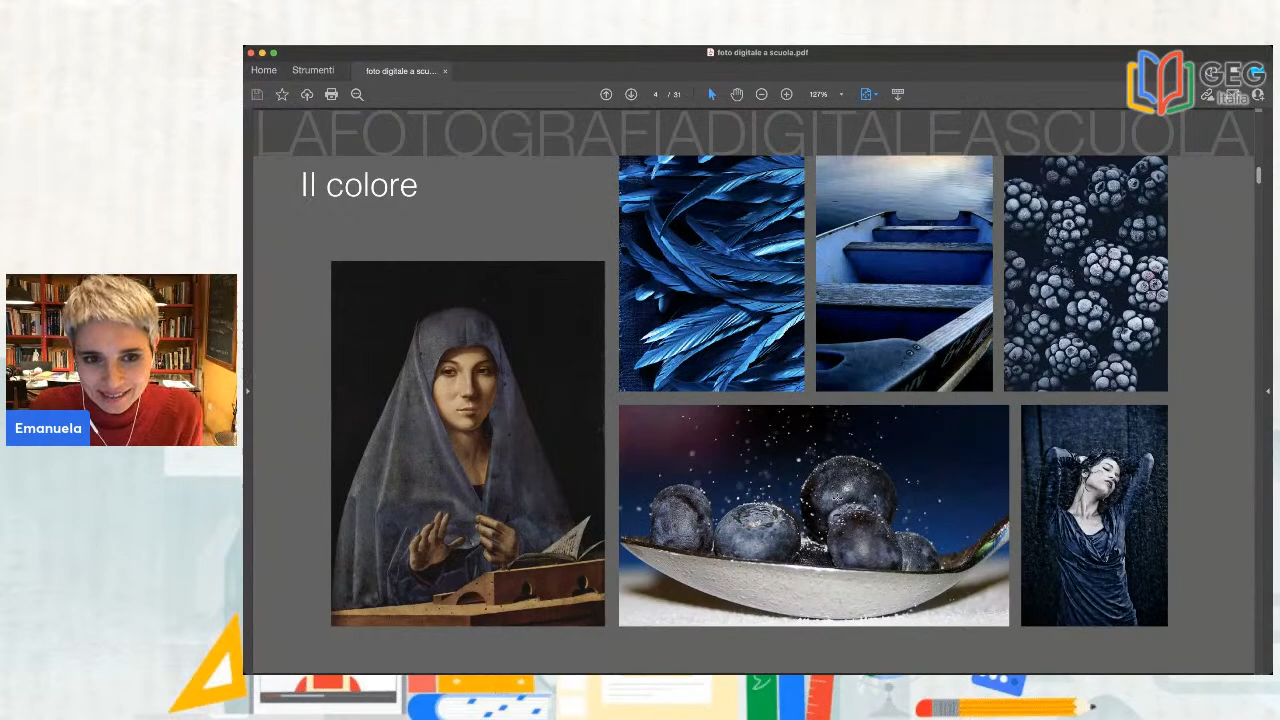 foto digitale a scuola.pdf
Home
Strumenti
foto digitale a scu...
4 / 31
127%
GEG
Italia
LAFOTOGRAFIADIGITALEASCUOLA
Il colore
Emanuela